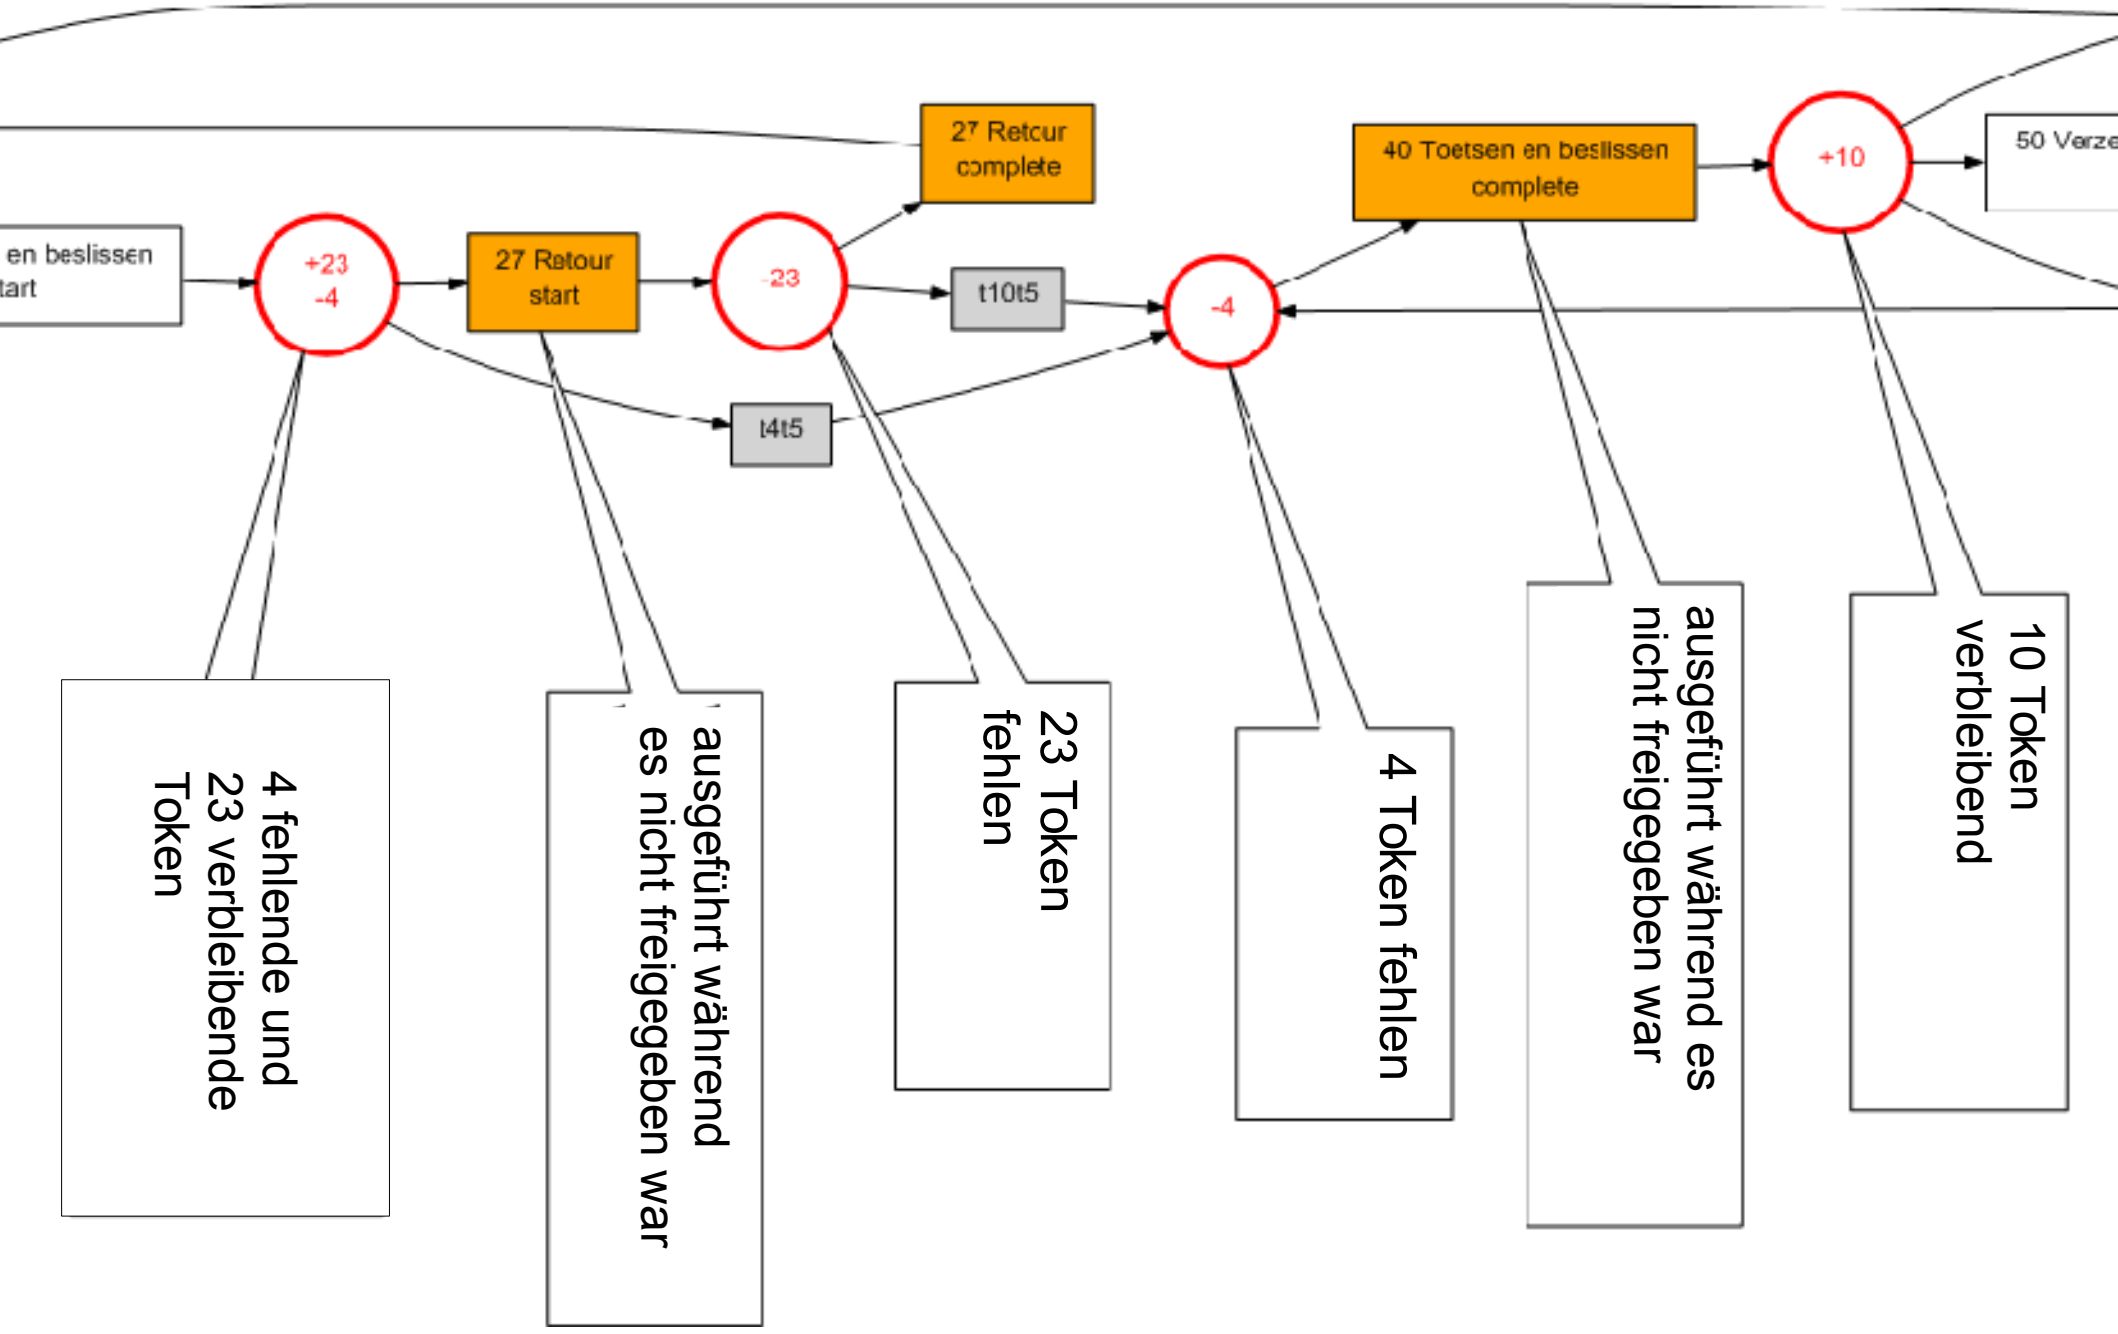 27 Retour
complete
40 Toetsen en beslissen
complete
+10
50 Verze
en beslissen
tart
+23
-4
27 Retour
start
-23
t10t5
-4
t4t5
4 fehlende und
23 verbleibende
Token
ausgeführt während
es nicht freigegeben war
23 Token
fehlen
4 Token fehlen
ausgeführt während es
nicht freigegeben war
10 Token
verbleibend